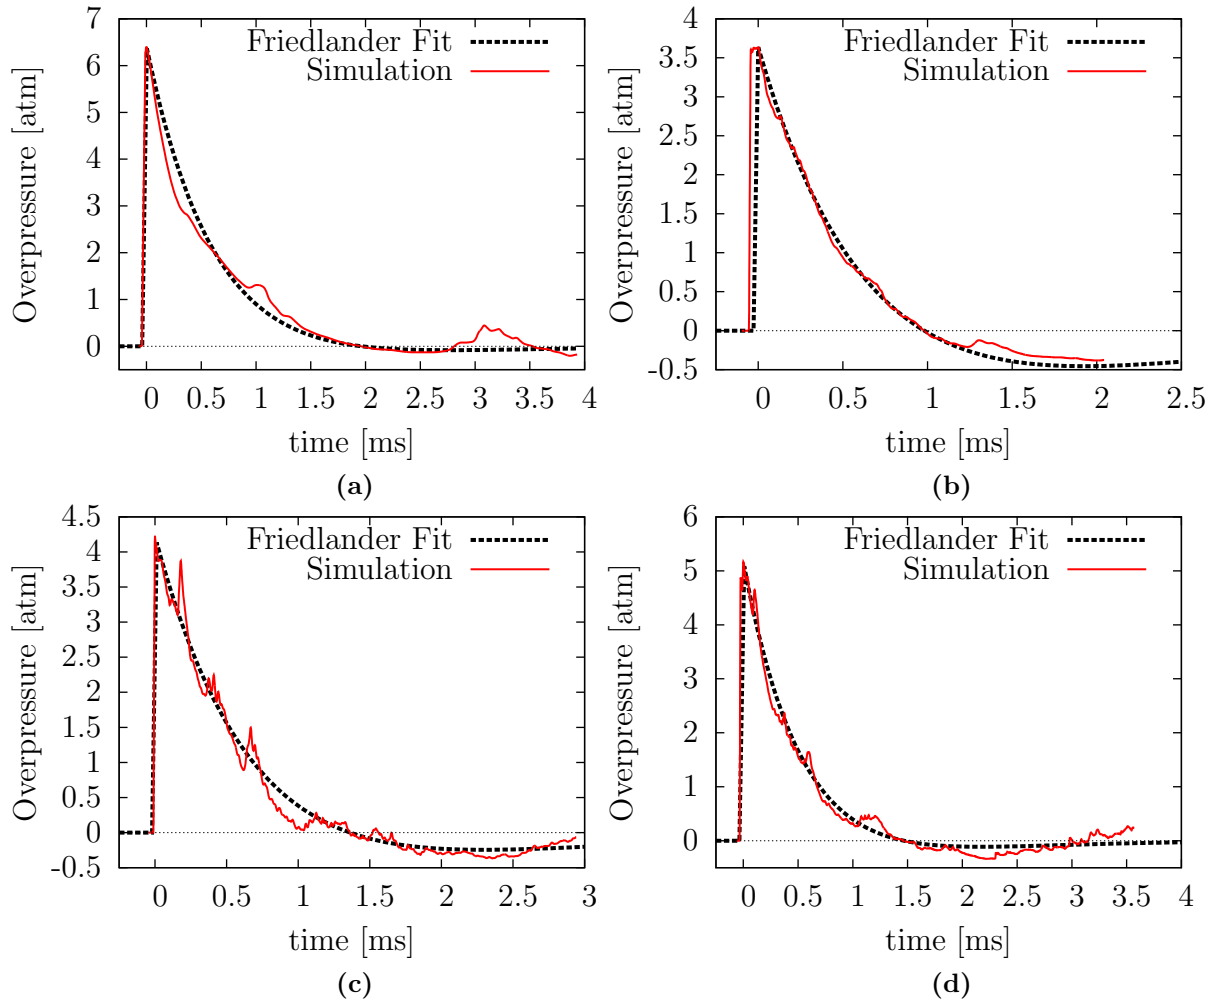 7
6
5
4
3
2
1
0
Overpressure [atm]
Friedlander Fit
Simulation
0 0.5 1 1.5 2 2.5 3 3.5 4
time [ms]
(a)
4
3.5
3
2.5
2
1.5
1
0.5
0
-0.5
Overpressure [atm]
Friedlander Fit
Simulation
0 0.5 1 1.5 2 2.5
time [ms]
(b)
4.5
4
3.5
3
2.5
2
1.5
1
0.5
0
-0.5
Overpressure [atm]
Friedlander Fit
Simulation
0 0.5 1 1.5 2 2.5 3
time [ms]
(c)
6
5
4
3
2
1
0
Overpressure [atm]
Friedlander Fit
Simulation
0 0.5 1 1.5 2 2.5 3 3.5 4
time [ms]
(d)